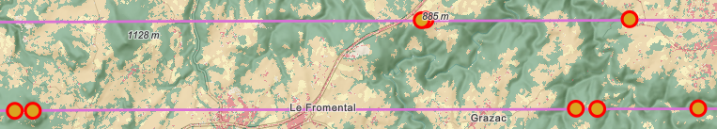 885 m
1128 m
Le Fromental
Grazac